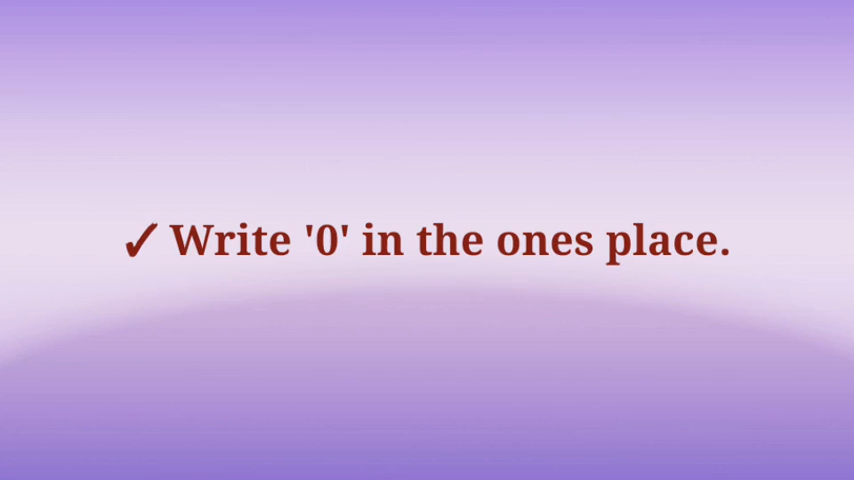 ✓ Write '0' in the ones place.